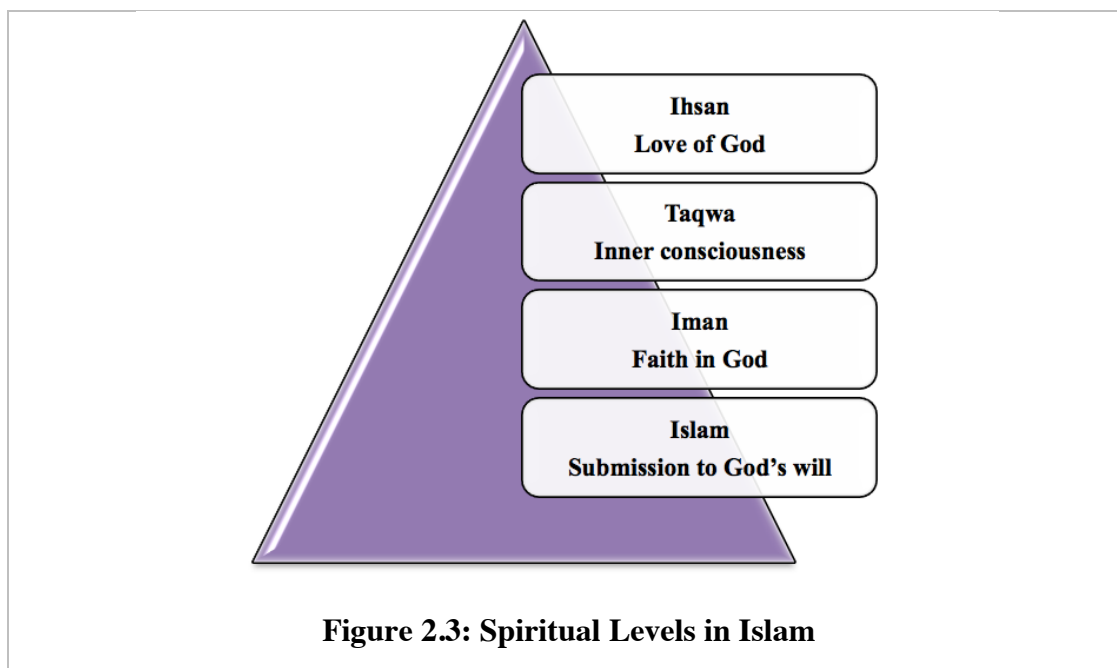 Ihsan
Love of God
Taqwa
Inner consciousness
Iman
Faith in God
Islam
Submission to God’s will
Figure 2.3: Spiritual Levels in Islam